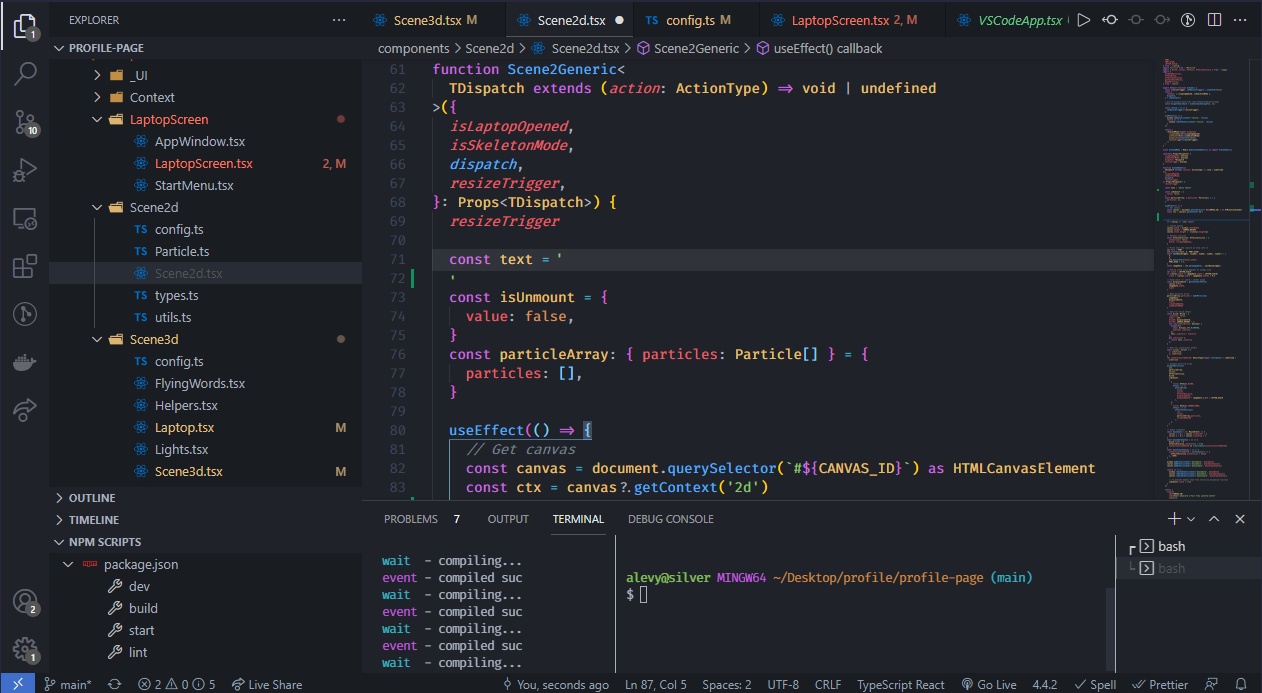 EXPLORER
PROFILE-PAGE
_UI
Context
LaptopScreen
AppWindow.tsx
LaptopScreen.tsx 2, M
StartMenu.tsx
Scene2d
config.ts
Particle.ts
Scene2d.tsx
types.ts
utils.ts
Scene3d
config.ts
FlyingWords.tsx
Helpers.tsx
Laptop.tsx M
Lights.tsx
Scene3d.tsx M
OUTLINE
TIMELINE
NPM SCRIPTS
package.json
dev
build
start
lint
1
10
2
1
Scene3d.tsx M Scene2d.tsx ● TS config.ts M LaptopScreen.tsx 2, M VSCodeApp.tsx
components > Scene2d > Scene2d.tsx > Scene2Generic > useEffect() callback
61 function Scene2Generic<
62 TDispatch extends (action: ActionType) => void | undefined
63 >({
64 isLaptopOpened,
65 isSkeletonMode,
66 dispatch,
67 resizeTrigger,
68 }: Props<TDispatch>) {
69 resizeTrigger
70
71 const text = '
72 '
73 const isUnmount = {
74 value: false,
75 }
76 const particleArray: { particles: Particle[] } = {
77 particles: [],
78 }
79
80 useEffect(() => {
81 // Get canvas
82 const canvas = document.querySelector(`#${CANVAS_ID}`) as HTMLCanvasElement
83 const ctx = canvas?.getContext('2d')
PROBLEMS 7 OUTPUT TERMINAL DEBUG CONSOLE
wait - compiling...
event - compiled suc
wait - compiling...
event - compiled suc
wait - compiling...
event - compiled suc
wait - compiling...
alevy@silver MINGW64 ~/Desktop/profile/profile-page (main)
$
bash
bash
main* 2 0 5 Live Share You, seconds ago Ln 87, Col 5 Spaces: 2 UTF-8 CRLF TypeScript React Go Live 4.4.2 Spell Prettier